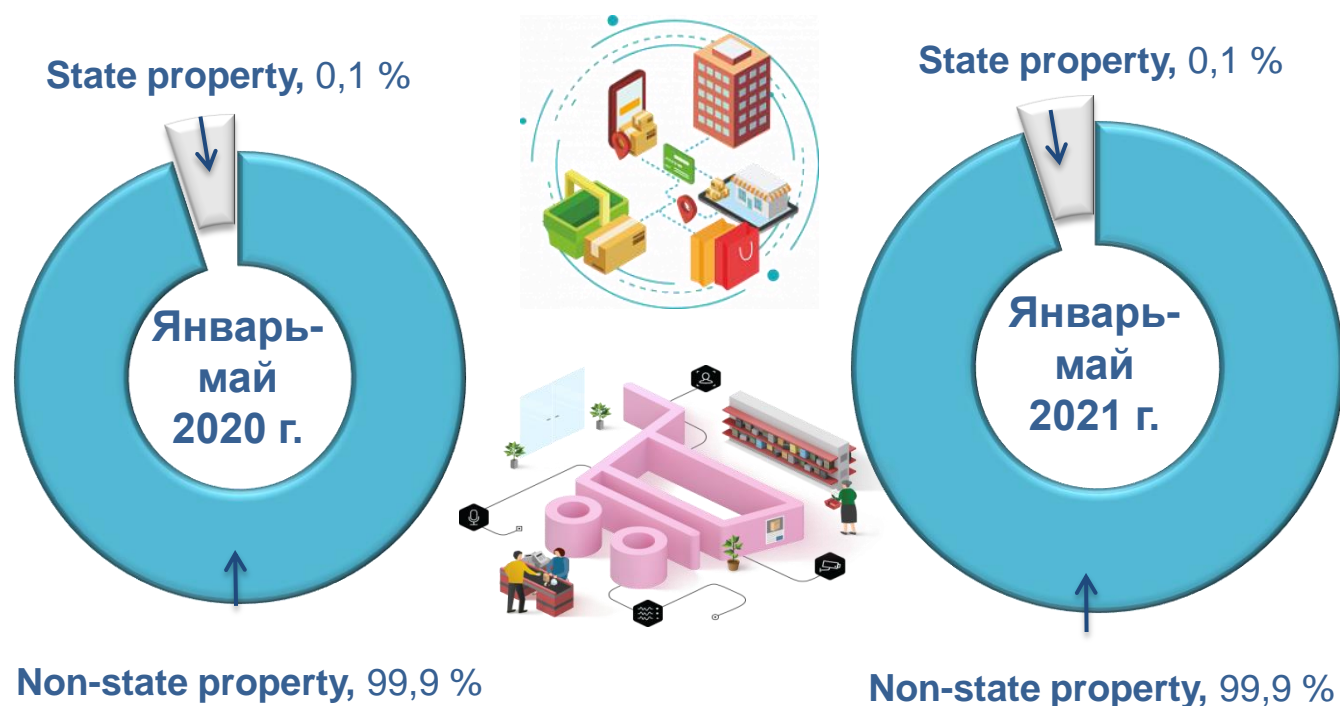 State property, 0,1 %
Январь-
май
2020 г.
Non-state property, 99,9 %
State property, 0,1 %
Январь-
май
2021 г.
Non-state property, 99,9 %